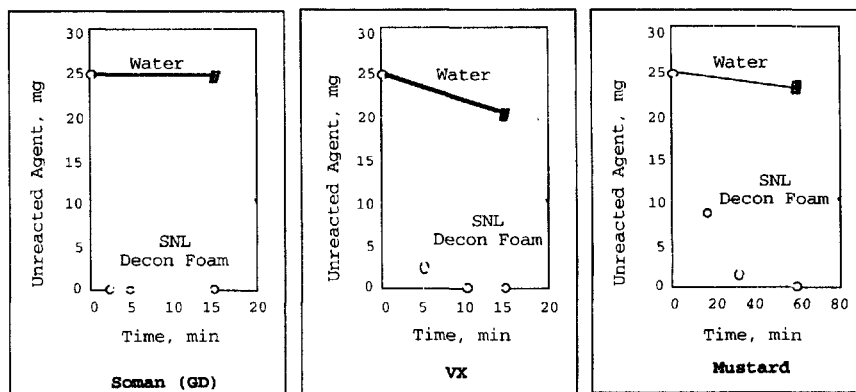 30
25
20
15
10
5
0
Unreacted Agent, mg
Water
SNL
Decon Foam
0 5 10 15 20
Time, min
Soman (GD)
30
25
20
15
10
5
0
Unreacted Agent, mg
Water
SNL
Decon Foam
0 5 10 15 20
Time, min
VX
30
25
20
15
10
5
0
Unreacted Agent, mg
Water
SNL
Decon Foam
0 20 40 60 80
Time, min
Mustard